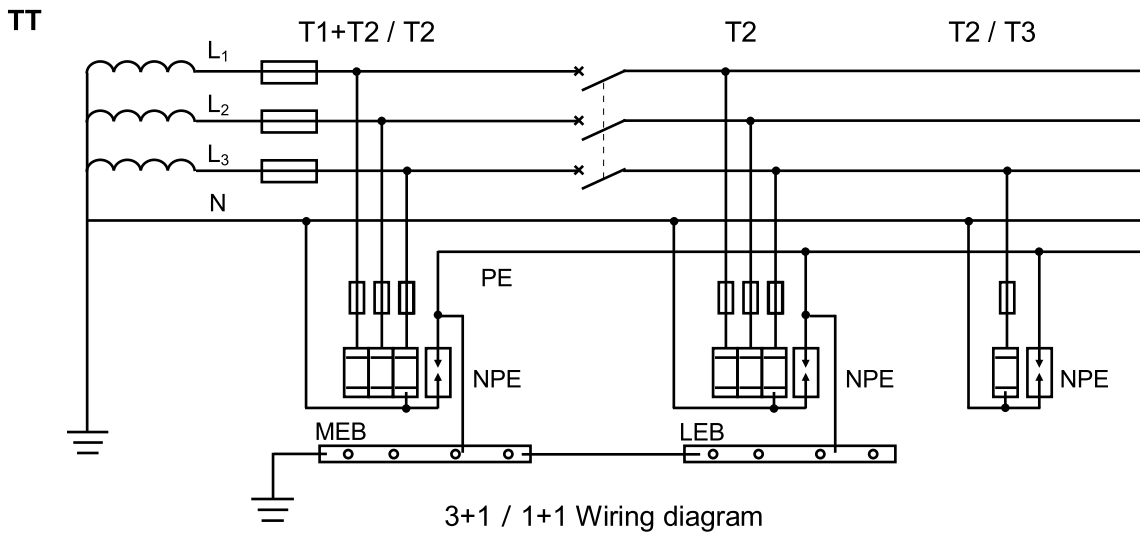 TT
T1+T2 / T2
T2
T2 / T3
L1
L2
L3
N
PE
NPE
NPE
NPE
MEB
LEB
3+1 / 1+1 Wiring diagram